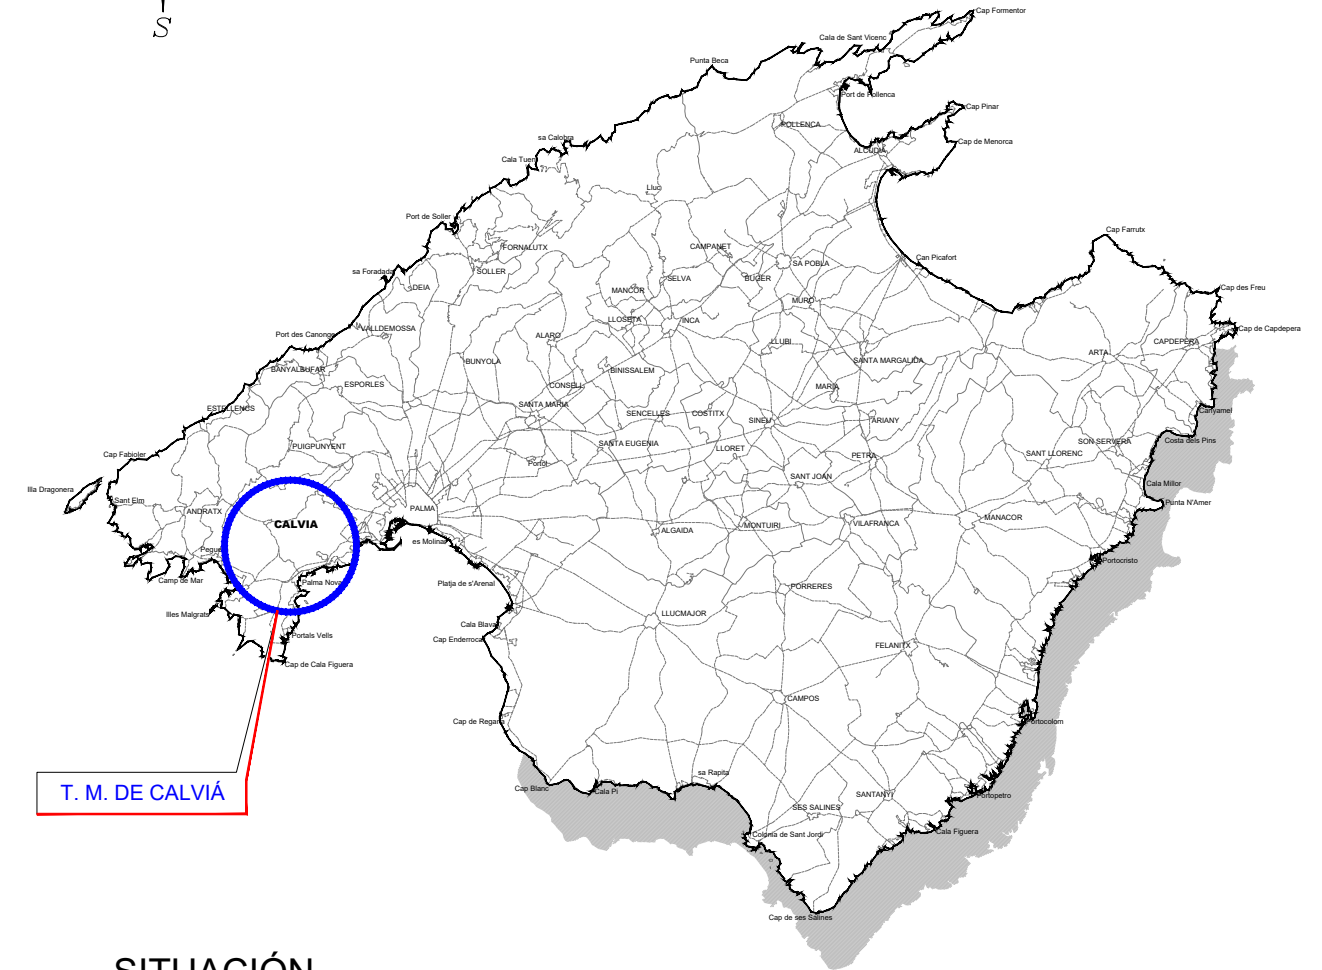 S
Cap Formentor
Cala de Sant Vicenc
Punta Beca
Port de Pollenca
Cap Pinar
POLLENÇA
sa Calobra
Cap de Menorca
ALCUDIA
Cala Tuent
Lluc
Port de Soller
Cap Farrutx
FORNALUTX
CAMPANET
Can Picafort
SA POBLA
sa Foradada
SOLLER
SELVA
BUGER
DEIA
MANCOR
Cap des Freu
MURO
LLOSETA
INCA
VALLDEMOSSA
Cap de Capdepera
Port des Canonge
ALARO
LLUBI
CAPDEPERA
ARTA
BUNYOLA
SANTA MARGALIDA
BANYALBUFAR
BINISSALEM
ESPORLES
CONSELL
MARIA
SANTA MARIA
ESTELLENCS
SENCELLES
COSTITX
Canyamel
SINEU
ARIANY
PUIGPUNYENT
SANTA EUGENIA
SON SERVERA
Costa dels Pins
LLORET
Cap Fabioler
PETRA
SANT LLORENC
Portol
SANT JOAN
Cala Millor
Illa Dragonera
Sant Elm
Punta N'Amer
ANDRATX
PALMA
CALVIA
MANACOR
MONTUIRI
VILAFRANCA
ALGAIDA
es Molinar
Peguera
Portocristo
Camp de Mar
Palma Nova
Platja de s'Arenal
PORRERES
Illes Malgrats
LLUCMAJOR
Cala Blava
Portals Vells
Cap Enderrocat
FELANITX
Cap de Cala Figuera
CAMPOS
Cap de Regana
Portocolom
sa Rapita
T. M. DE CALVIÁ
Cap Blanc
Cala Pi
SANTANYI
Portopetro
SES SALINES
Cala Figuera
Colonia de Sant Jordi
Cap de ses Salines
SITUACIÓN